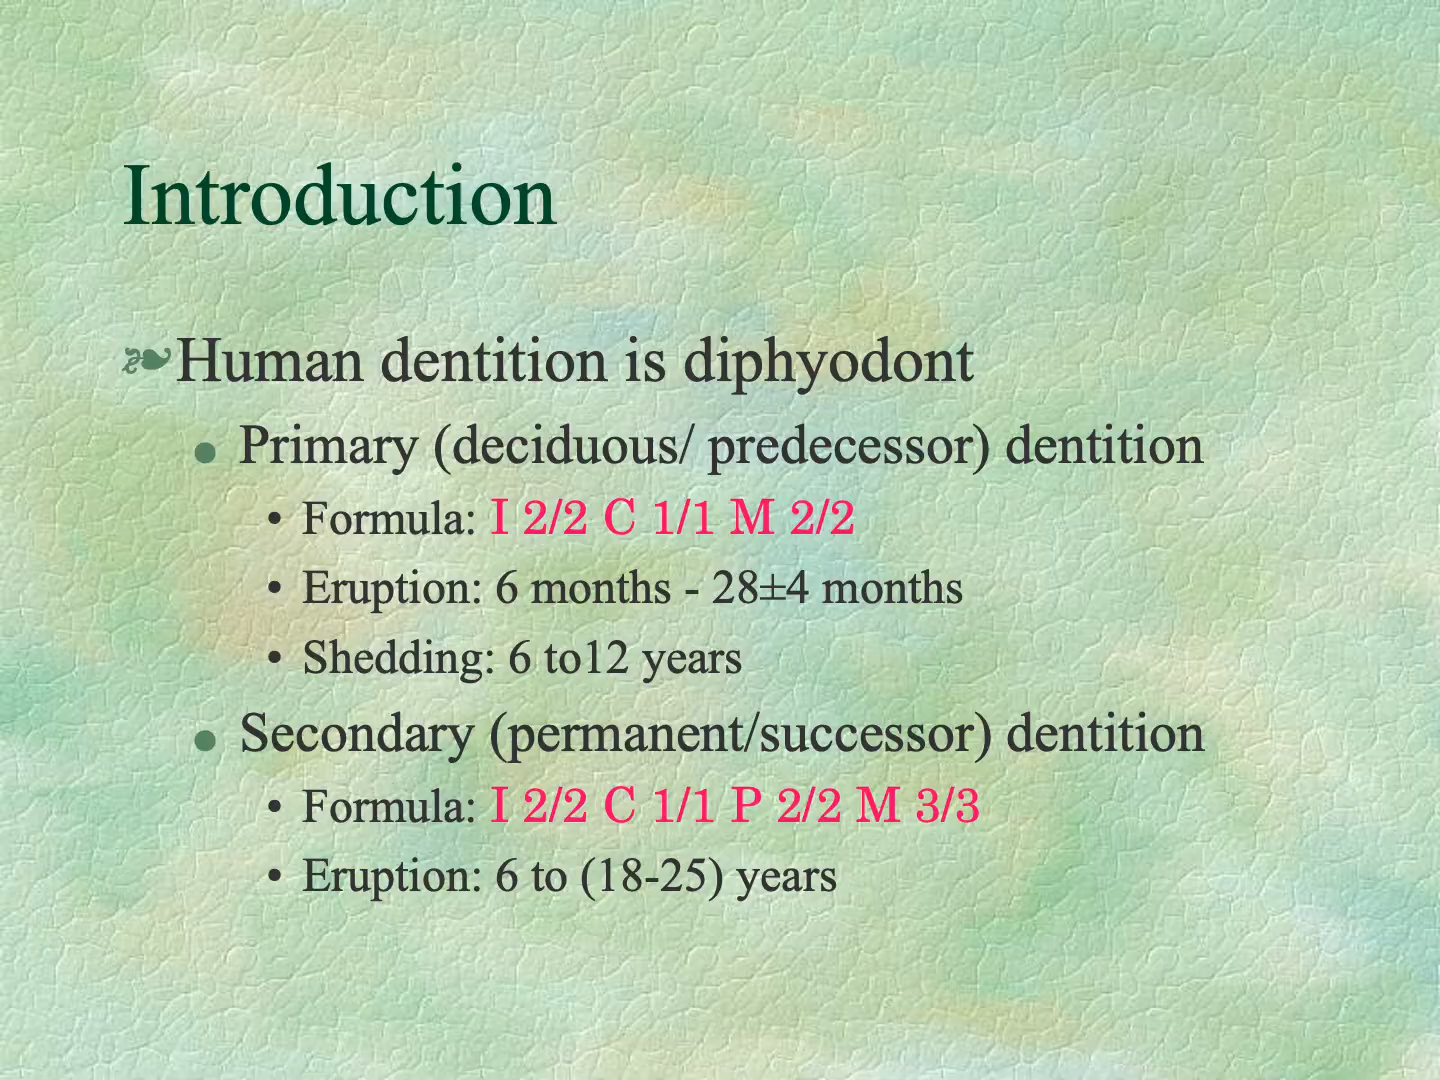 Introduction
❧Human dentition is diphyodont
● Primary (deciduous/ predecessor) dentition
• Formula: I 2/2 C 1/1 M 2/2
• Eruption: 6 months - 28±4 months
• Shedding: 6 to12 years
● Secondary (permanent/successor) dentition
• Formula: I 2/2 C 1/1 P 2/2 M 3/3
• Eruption: 6 to (18-25) years